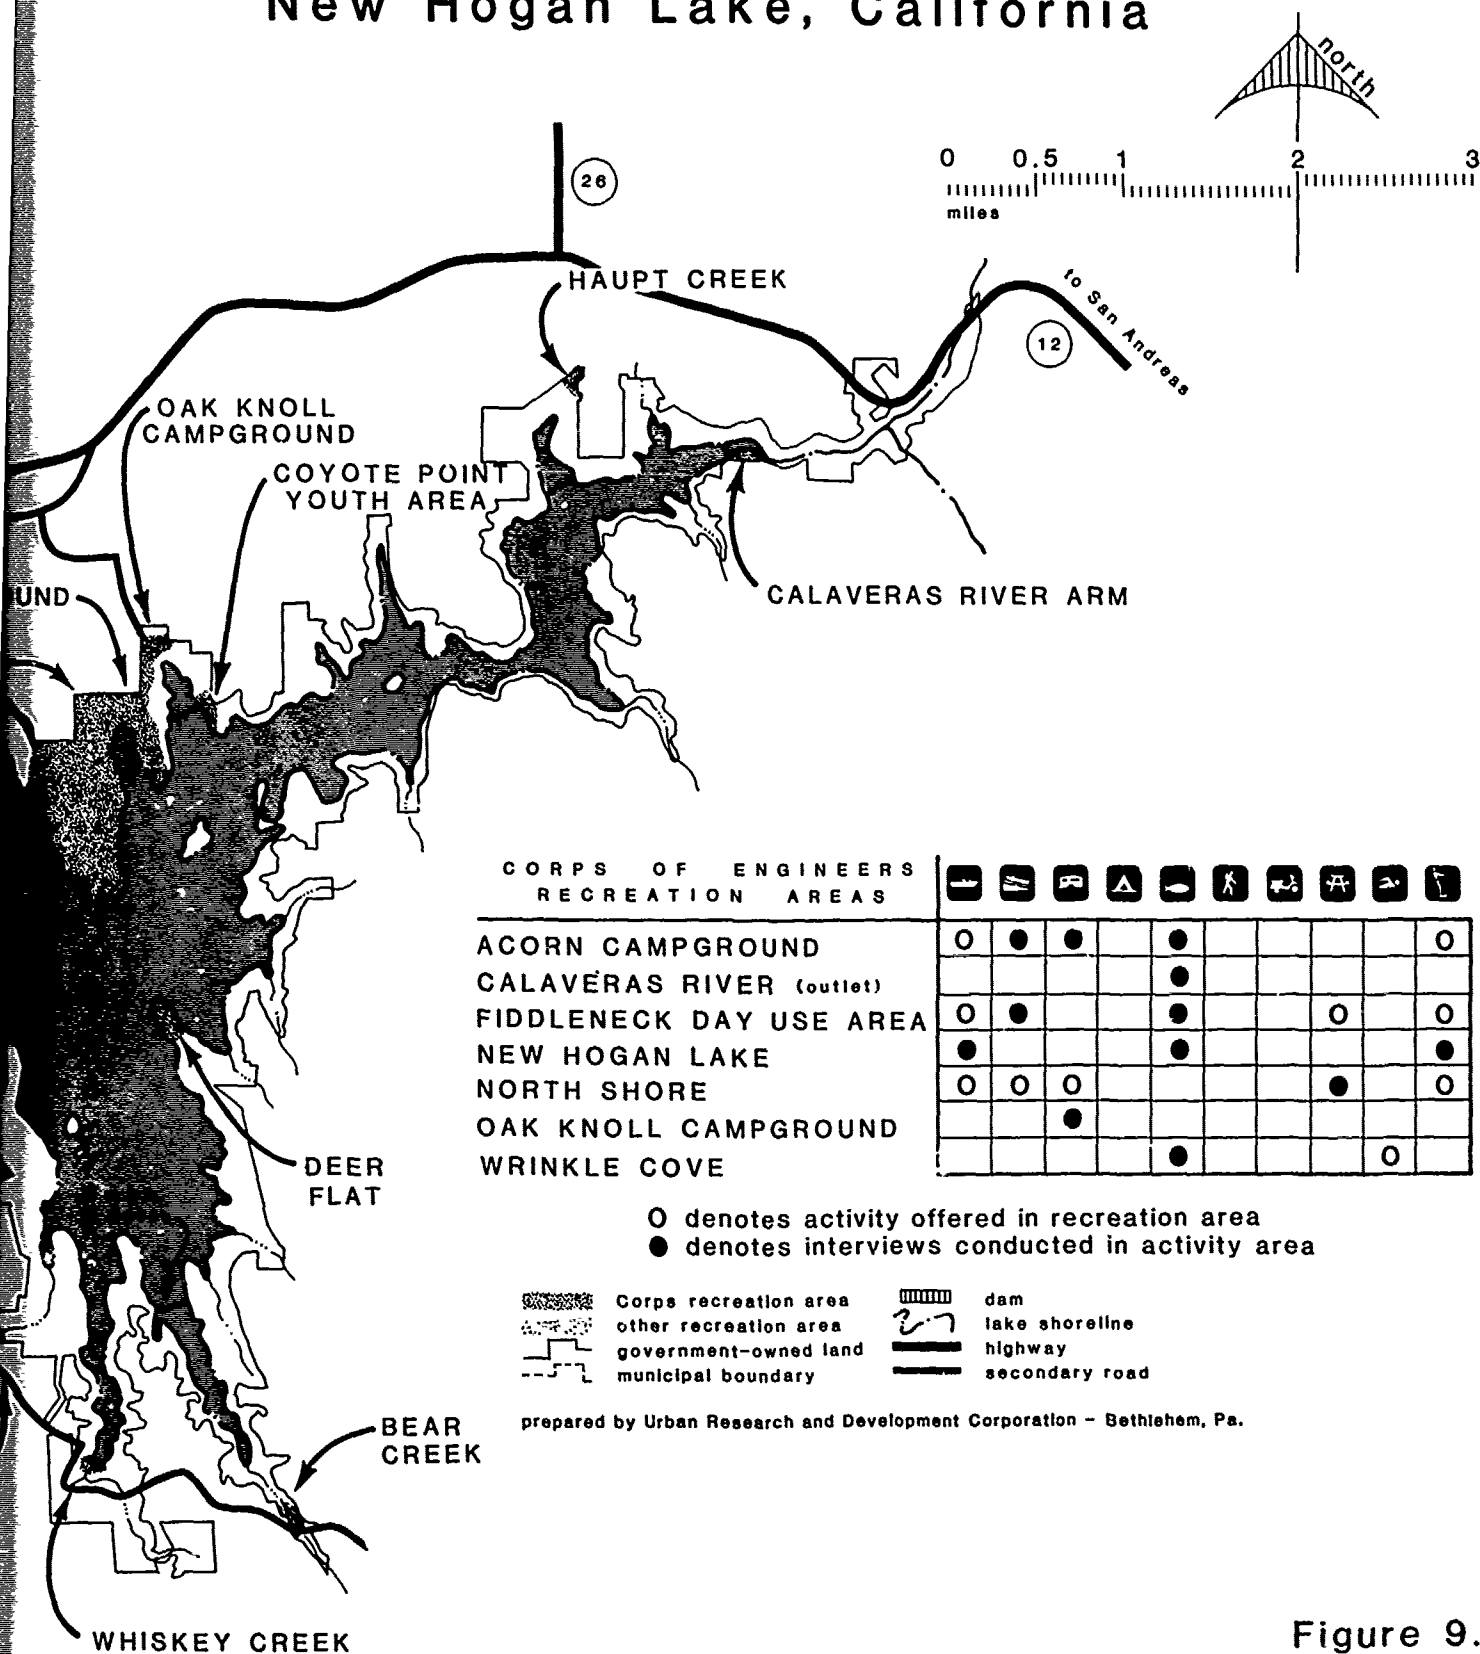 New Hogan Lake, California
north
0 0.5 1 2 3
miles
26
HAUPT CREEK
to San Andreas
12
OAK KNOLL
CAMPGROUND
COYOTE POINT
YOUTH AREA
UND
CALAVERAS RIVER ARM
CORPS OF ENGINEERS
RECREATION AREAS
ACORN CAMPGROUND
CALAVERAS RIVER (outlet)
FIDDLENECK DAY USE AREA
NEW HOGAN LAKE
NORTH SHORE
OAK KNOLL CAMPGROUND
WRINKLE COVE
DEER
FLAT
O denotes activity offered in recreation area
● denotes interviews conducted in activity area
Corps recreation area
other recreation area
government-owned land
municipal boundary
dam
lake shoreline
highway
secondary road
prepared by Urban Research and Development Corporation - Bethlehem, Pa.
BEAR
CREEK
WHISKEY CREEK
Figure 9.